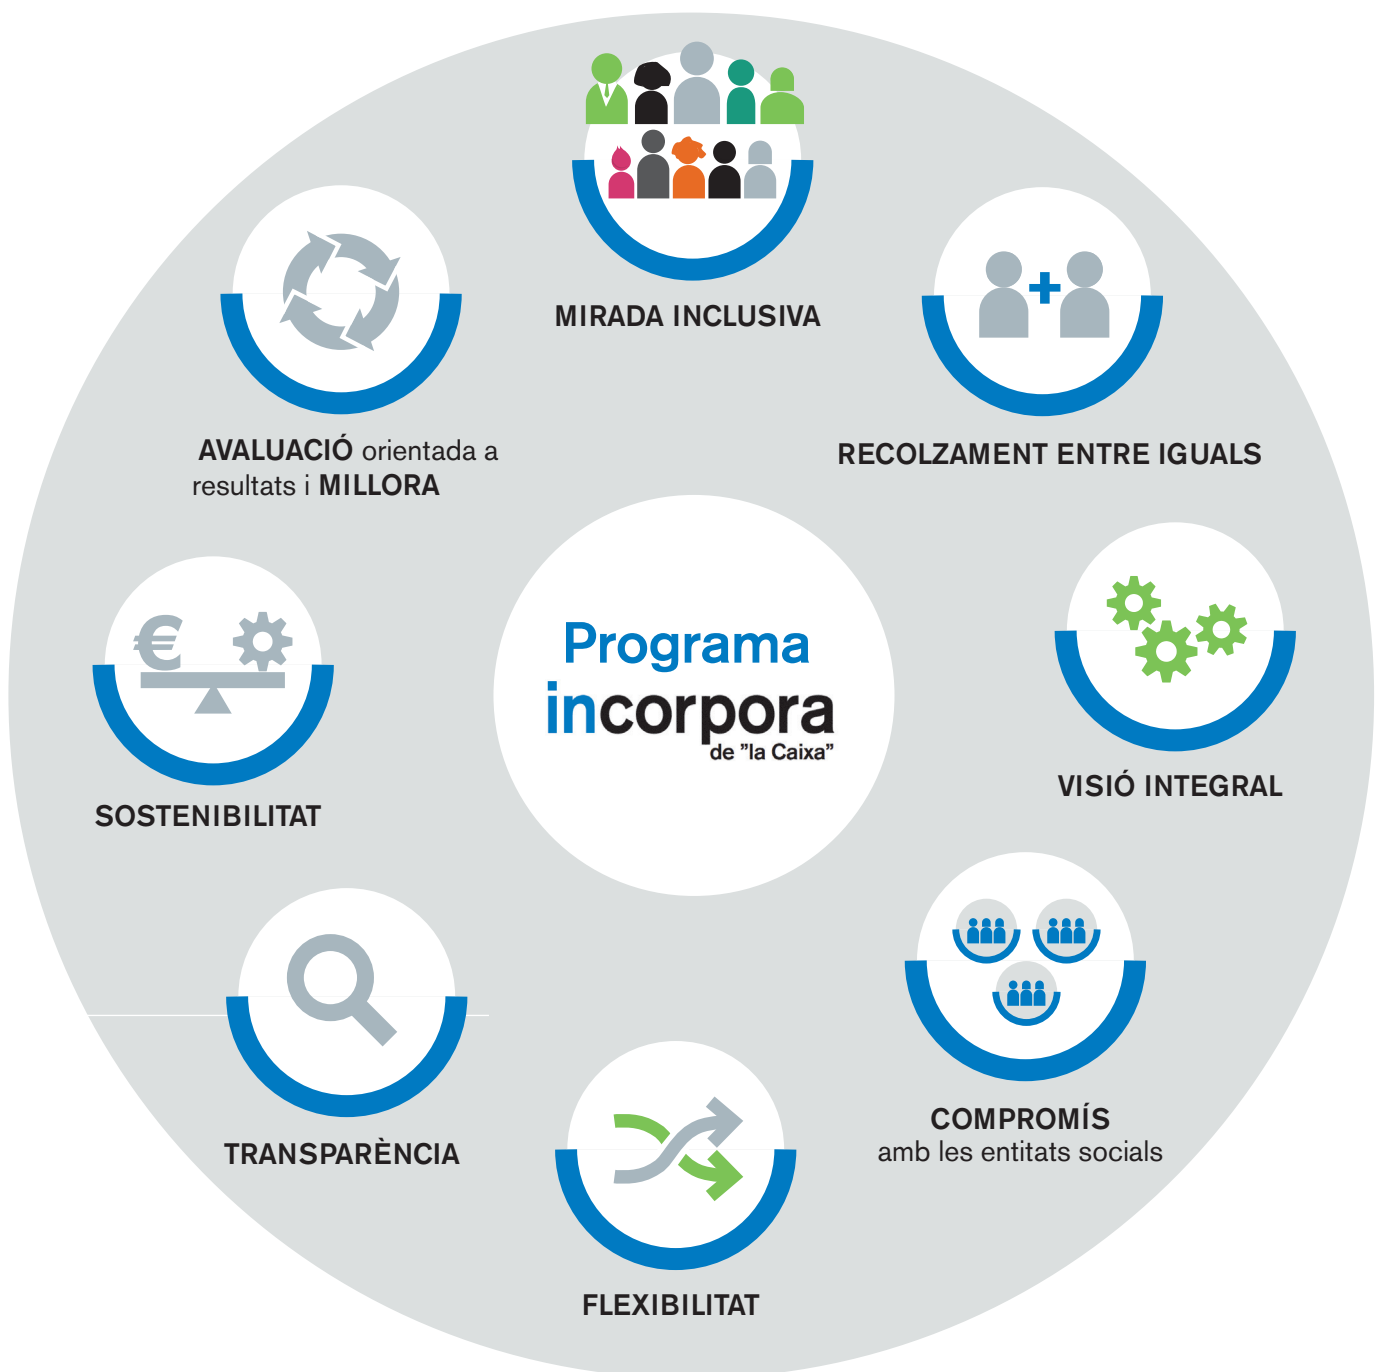 MIRADA INCLUSIVA
RECOLZAMENT ENTRE IGUALS
VISIÓ INTEGRAL
COMPROMÍS
amb les entitats socials
FLEXIBILITAT
TRANSPARÈNCIA
€
SOSTENIBILITAT
AVALUACIÓ orientada a
resultats i MILLORA
Programa
incorpora
de ”la Caixa”